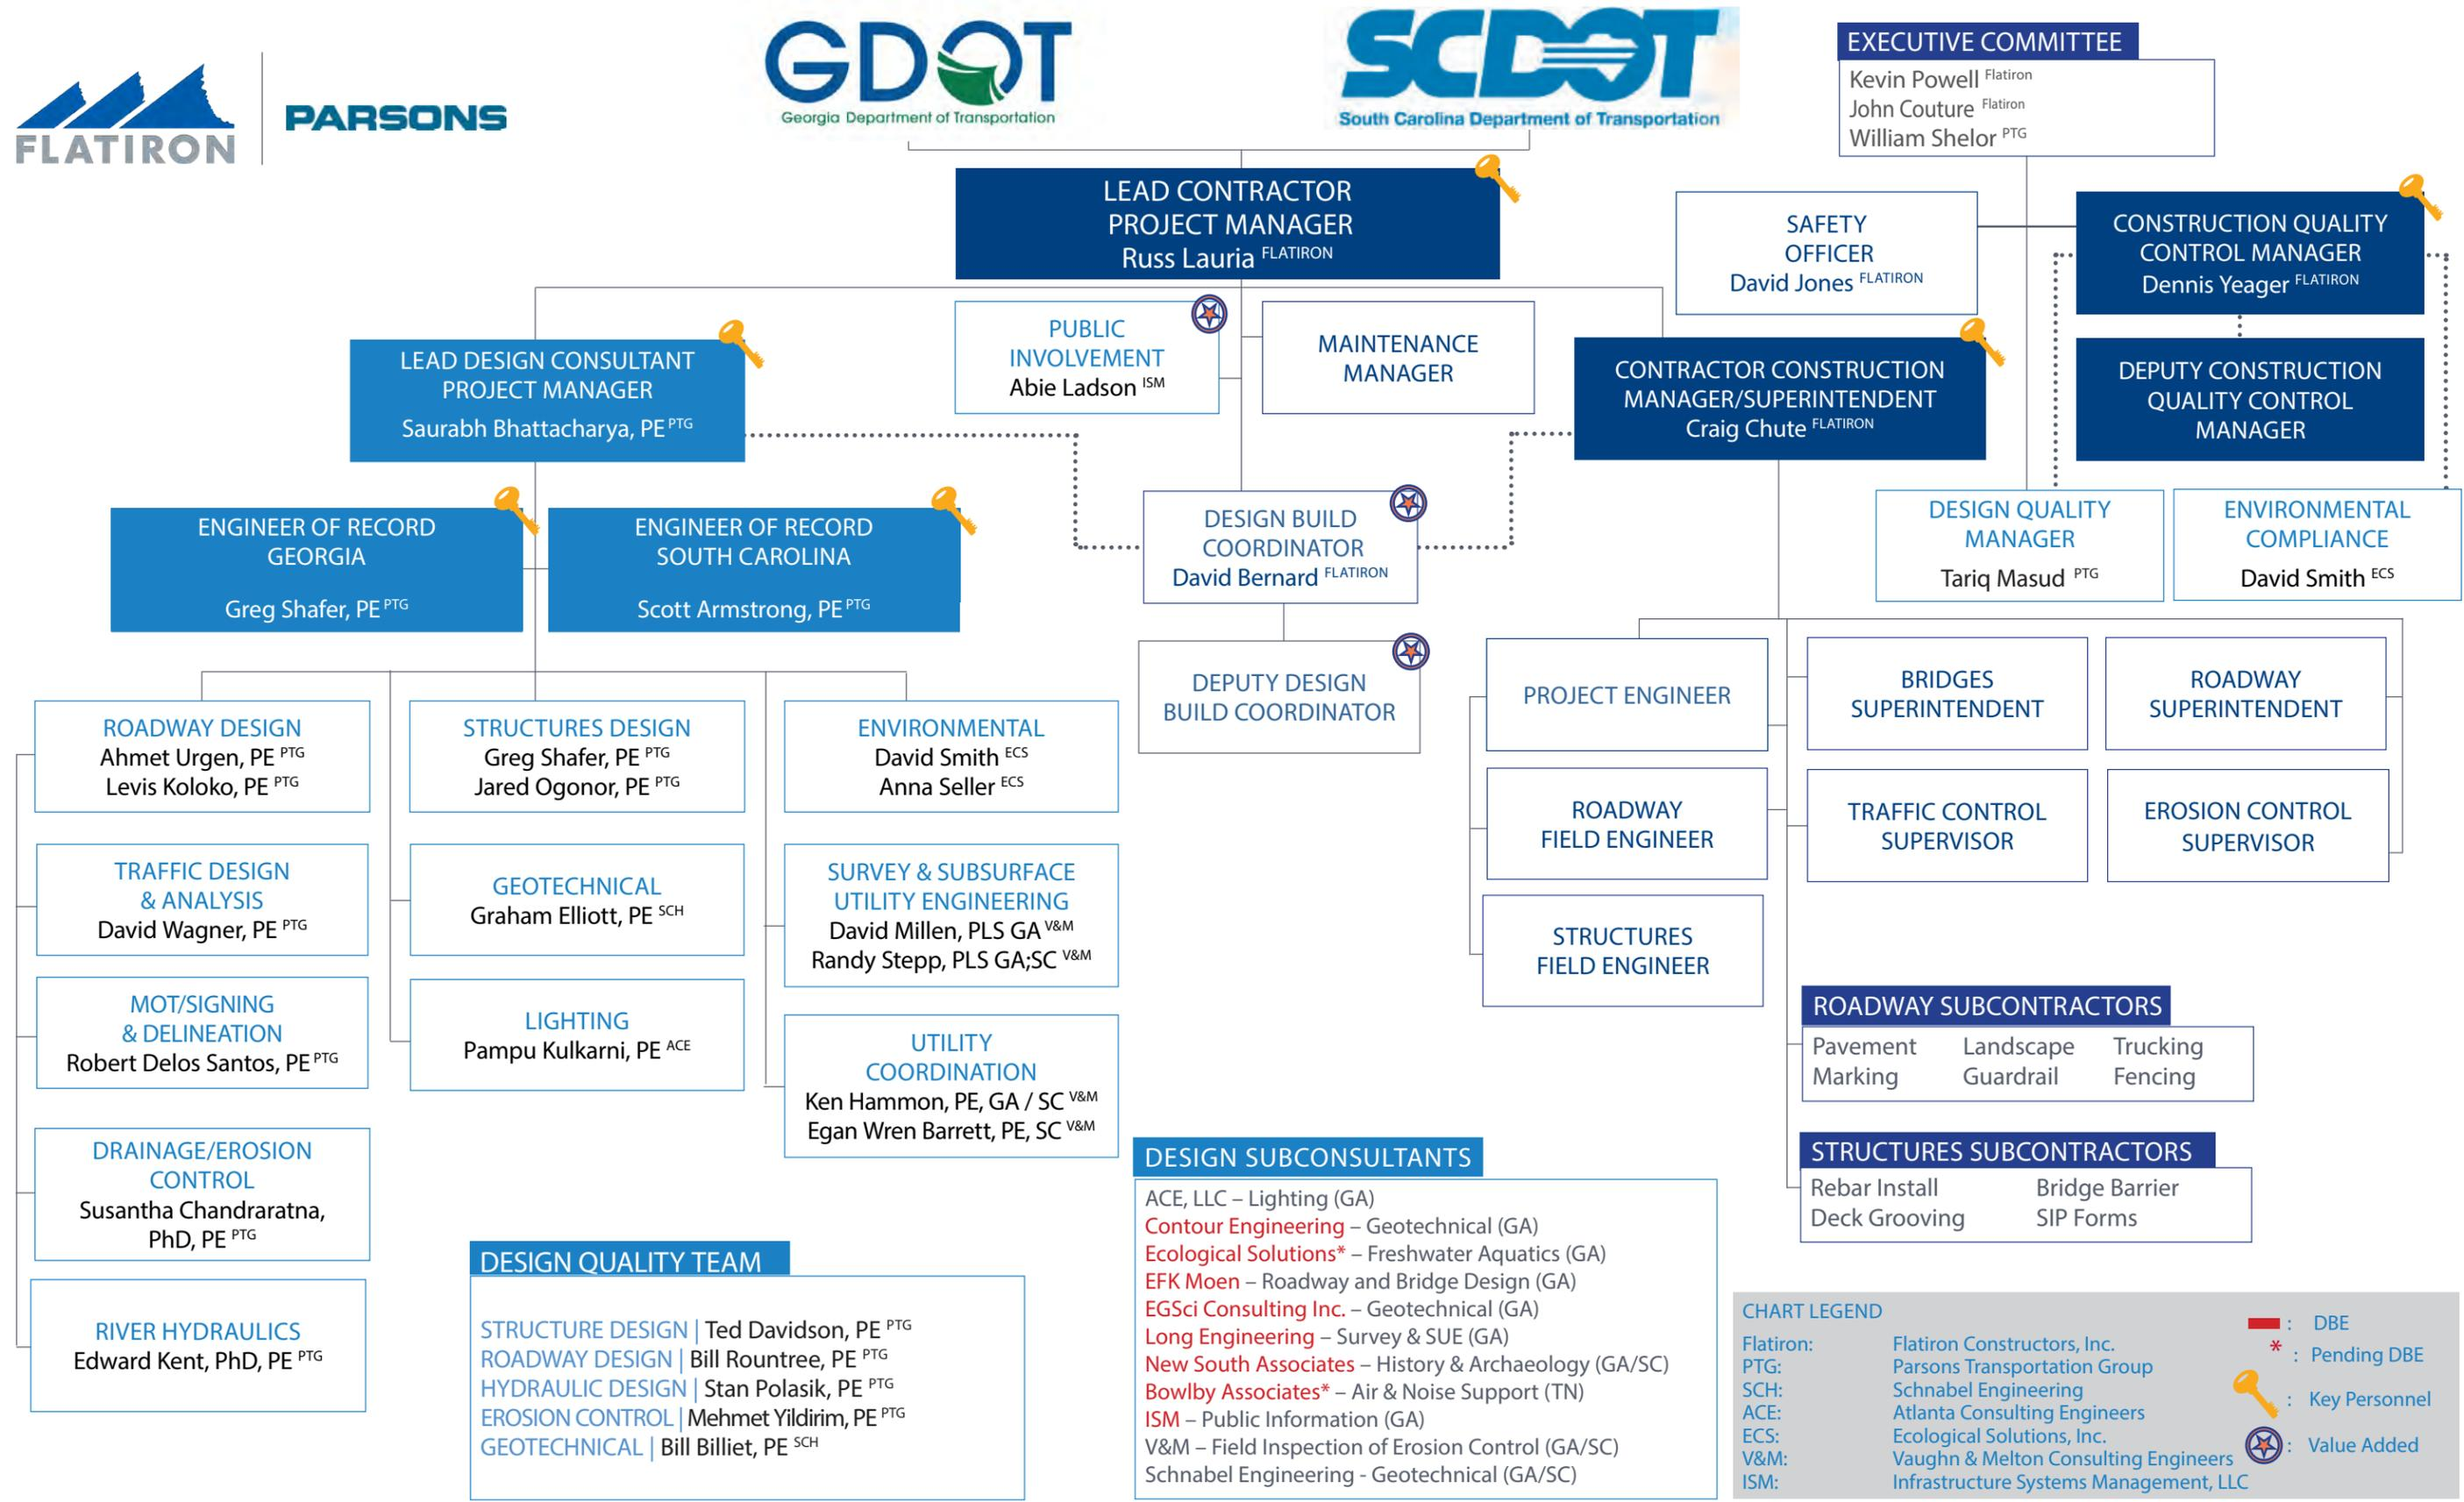 FLATIRON
PARSONS
GDOT
Georgia Department of Transportation
SCDOT
South Carolina Department of Transportation
EXECUTIVE COMMITTEE
Kevin Powell Flatiron
John Couture Flatiron
William Shelor PTG
LEAD CONTRACTOR
PROJECT MANAGER
Russ Lauria FLATIRON
SAFETY
OFFICER
David Jones FLATIRON
CONSTRUCTION QUALITY
CONTROL MANAGER
Dennis Yeager FLATIRON
PUBLIC
INVOLVEMENT
Abie Ladson ISM
MAINTENANCE
MANAGER
LEAD DESIGN CONSULTANT
PROJECT MANAGER
Saurabh Bhattacharya, PE PTG
CONTRACTOR CONSTRUCTION
MANAGER/SUPERINTENDENT
Craig Chute FLATIRON
DEPUTY CONSTRUCTION
QUALITY CONTROL
MANAGER
ENGINEER OF RECORD
GEORGIA
Greg Shafer, PE PTG
ENGINEER OF RECORD
SOUTH CAROLINA
Scott Armstrong, PE PTG
DESIGN BUILD
COORDINATOR
David Bernard FLATIRON
DESIGN QUALITY
MANAGER
Tariq Masud PTG
ENVIRONMENTAL
COMPLIANCE
David Smith ECS
DEPUTY DESIGN
BUILD COORDINATOR
PROJECT ENGINEER
BRIDGES
SUPERINTENDENT
ROADWAY
SUPERINTENDENT
ROADWAY
FIELD ENGINEER
TRAFFIC CONTROL
SUPERVISOR
EROSION CONTROL
SUPERVISOR
STRUCTURES
FIELD ENGINEER
ROADWAY DESIGN
Ahmet Urgen, PE PTG
Levis Koloko, PE PTG
STRUCTURES DESIGN
Greg Shafer, PE PTG
Jared Ogonor, PE PTG
ENVIRONMENTAL
David Smith ECS
Anna Seller ECS
TRAFFIC DESIGN
& ANALYSIS
David Wagner, PE PTG
GEOTECHNICAL
Graham Elliott, PE SCH
SURVEY & SUBSURFACE
UTILITY ENGINEERING
David Millen, PLS GA V&M
Randy Stepp, PLS GA;SC V&M
MOT/SIGNING
& DELINEATION
Robert Delos Santos, PE PTG
LIGHTING
Pampu Kulkarni, PE ACE
UTILITY
COORDINATION
Ken Hammon, PE, GA / SC V&M
Egan Wren Barrett, PE, SC V&M
DRAINAGE/EROSION
CONTROL
Susantha Chandraratna,
PhD, PE PTG
RIVER HYDRAULICS
Edward Kent, PhD, PE PTG
DESIGN QUALITY TEAM
STRUCTURE DESIGN | Ted Davidson, PE PTG
ROADWAY DESIGN | Bill Rountree, PE PTG
HYDRAULIC DESIGN | Stan Polasik, PE PTG
EROSION CONTROL | Mehmet Yildirim, PE PTG
GEOTECHNICAL | Bill Billiet, PE SCH
DESIGN SUBCONSULTANTS
ACE, LLC – Lighting (GA)
Contour Engineering – Geotechnical (GA)
Ecological Solutions* – Freshwater Aquatics (GA)
EFK Moen – Roadway and Bridge Design (GA)
EGSci Consulting Inc. – Geotechnical (GA)
Long Engineering – Survey & SUE (GA)
New South Associates – History & Archaeology (GA/SC)
Bowlby Associates* – Air & Noise Support (TN)
ISM – Public Information (GA)
V&M – Field Inspection of Erosion Control (GA/SC)
Schnabel Engineering - Geotechnical (GA/SC)
ROADWAY SUBCONTRACTORS
Pavement Landscape Trucking
Marking Guardrail Fencing
STRUCTURES SUBCONTRACTORS
Rebar Install Bridge Barrier
Deck Grooving SIP Forms
CHART LEGEND
Flatiron: Flatiron Constructors, Inc.
PTG: Parsons Transportation Group
SCH: Schnabel Engineering
ACE: Atlanta Consulting Engineers
ECS: Ecological Solutions, Inc.
V&M: Vaughn & Melton Consulting Engineers
ISM: Infrastructure Systems Management, LLC
: DBE
* : Pending DBE
: Key Personnel
: Value Added